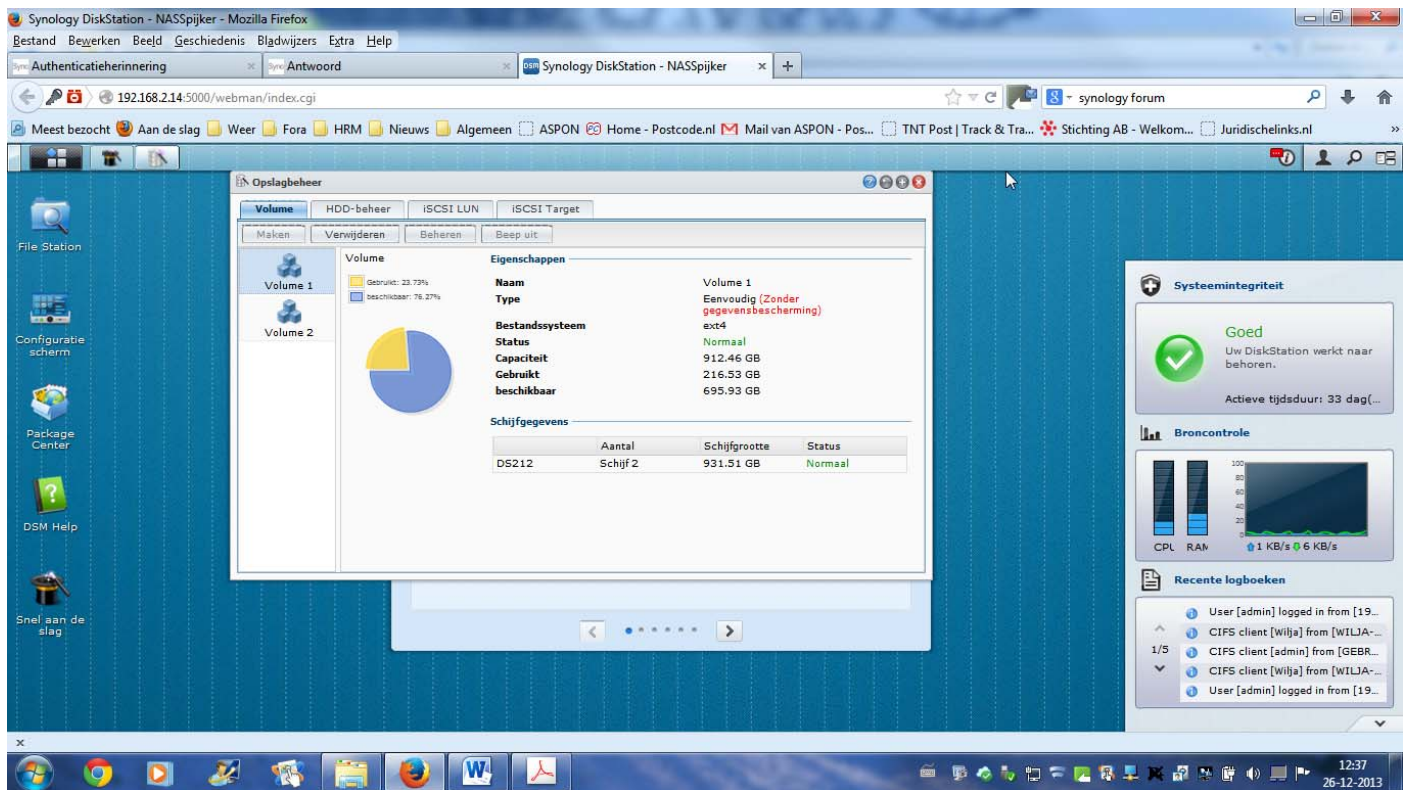 Synology DiskStation - NASSpijker - Mozilla Firefox
Bestand Bewerken Beeld Geschiedenis Bladwijzers Extra Help
Authenticatieherinnering
Antwoord
DSM Synology DiskStation - NASSpijker
192.168.2.14:5000/webman/index.cgi
synology forum
Meest bezocht Aan de slag Weer Fora HRM Nieuws Algemeen ASPON Home - Postcode.nl Mail van ASPON - Pos... TNT Post | Track & Tra... Stichting AB - Welkom... Juridischelinks.nl »
File Station
Configuratie
scherm
Package
Center
DSM Help
Snel aan de
slag
Opslagbeheer
Volume HDD-beheer iSCSI LUN iSCSI Target
Maken Verwijderen Beheren Beep uit
Volume 1
Volume 2
Volume
Gebruikt: 23.73%
beschikbaar: 76.27%
Eigenschappen
Naam Volume 1
Type Eenvoudig (Zonder
gegevensbescherming)
Bestandssysteem ext4
Status Normaal
Capaciteit 912.46 GB
Gebruikt 216.53 GB
beschikbaar 695.93 GB
Schijfgegevens
Aantal Schijfgrootte Status
DS212 Schijf 2 931.51 GB Normaal
Systeemintegriteit
Goed
Uw DiskStation werkt naar
behoren.
Actieve tijdsduur: 33 dag(...
Broncontrole
100
80
60
40
20
0
CPU RAM 1 KB/s 6 KB/s
Recente logboeken
User [admin] logged in from [19...
CIFS client [Wilja] from [WILJA-...
1/5
CIFS client [admin] from [GEBR...
CIFS client [Wilja] from [WILJA-...
User [admin] logged in from [19...
12:37
26-12-2013